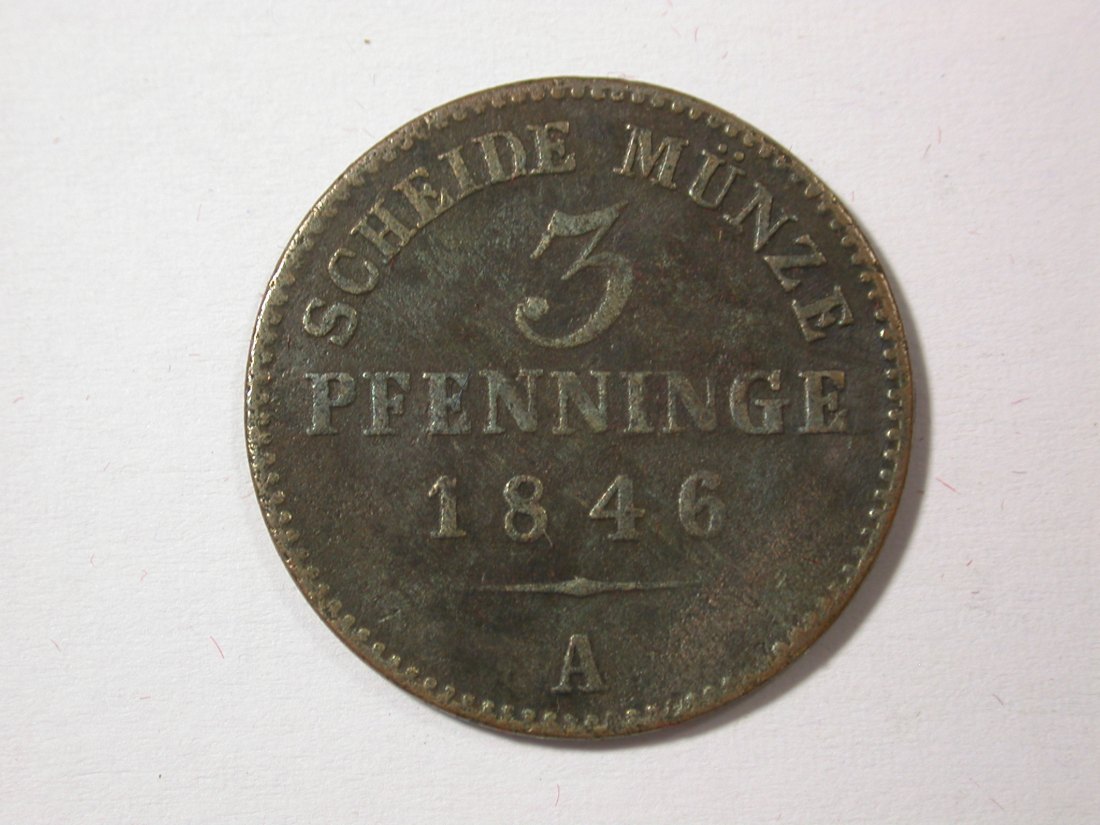 SCHEIDE MÜNZE
3
PFENNINGE
1846
A